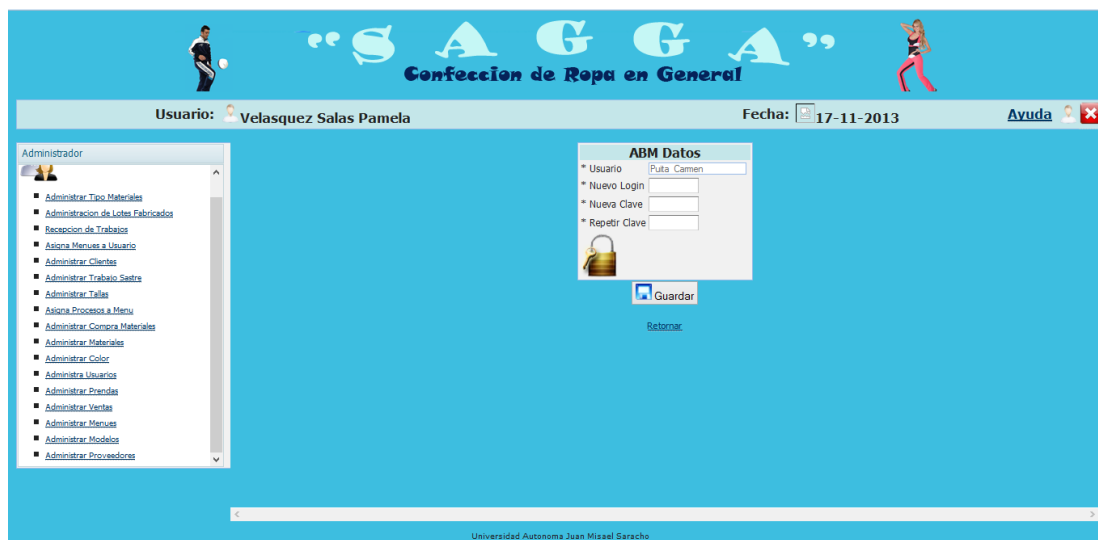 “S A G G A”
Confeccion de Ropa en General
Usuario: Velasquez Salas Pamela Fecha: 17-11-2013 Ayuda
Administrador
Administrar Tipo Materiales
Administracion de Lotes Fabricados
Recepcion de Trabajos
Asigna Menues a Usuario
Administrar Clientes
Administrar Trabajo Sastre
Administrar Tallas
Asigna Procesos a Menu
Administrar Compra Materiales
Administrar Materiales
Administrar Color
Administra Usuarios
Administrar Prendas
Administrar Ventas
Administrar Menues
Administrar Modelos
Administrar Proveedores
ABM Datos
* Usuario Puita Carmen
* Nuevo Login
* Nueva Clave
* Repetir Clave
Guardar
Retornar
Universidad Autonoma Juan Misael Saracho